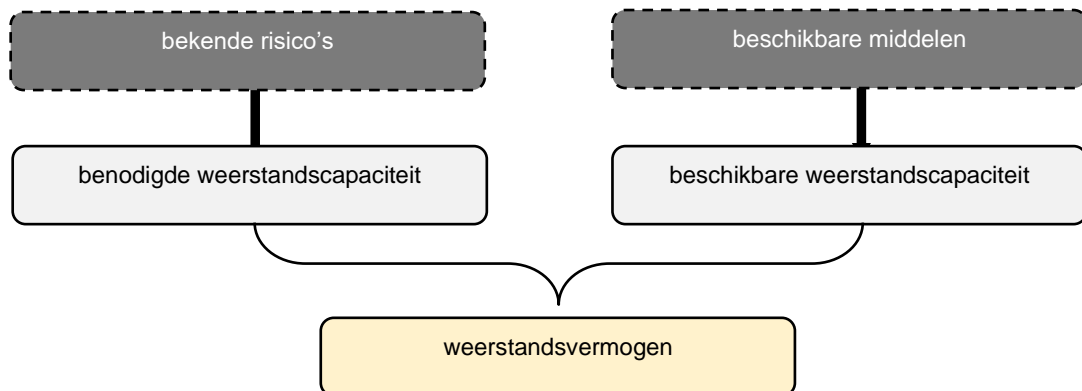 bekende risico’s
beschikbare middelen
benodigde weerstandscapaciteit
beschikbare weerstandscapaciteit
weerstandsvermogen